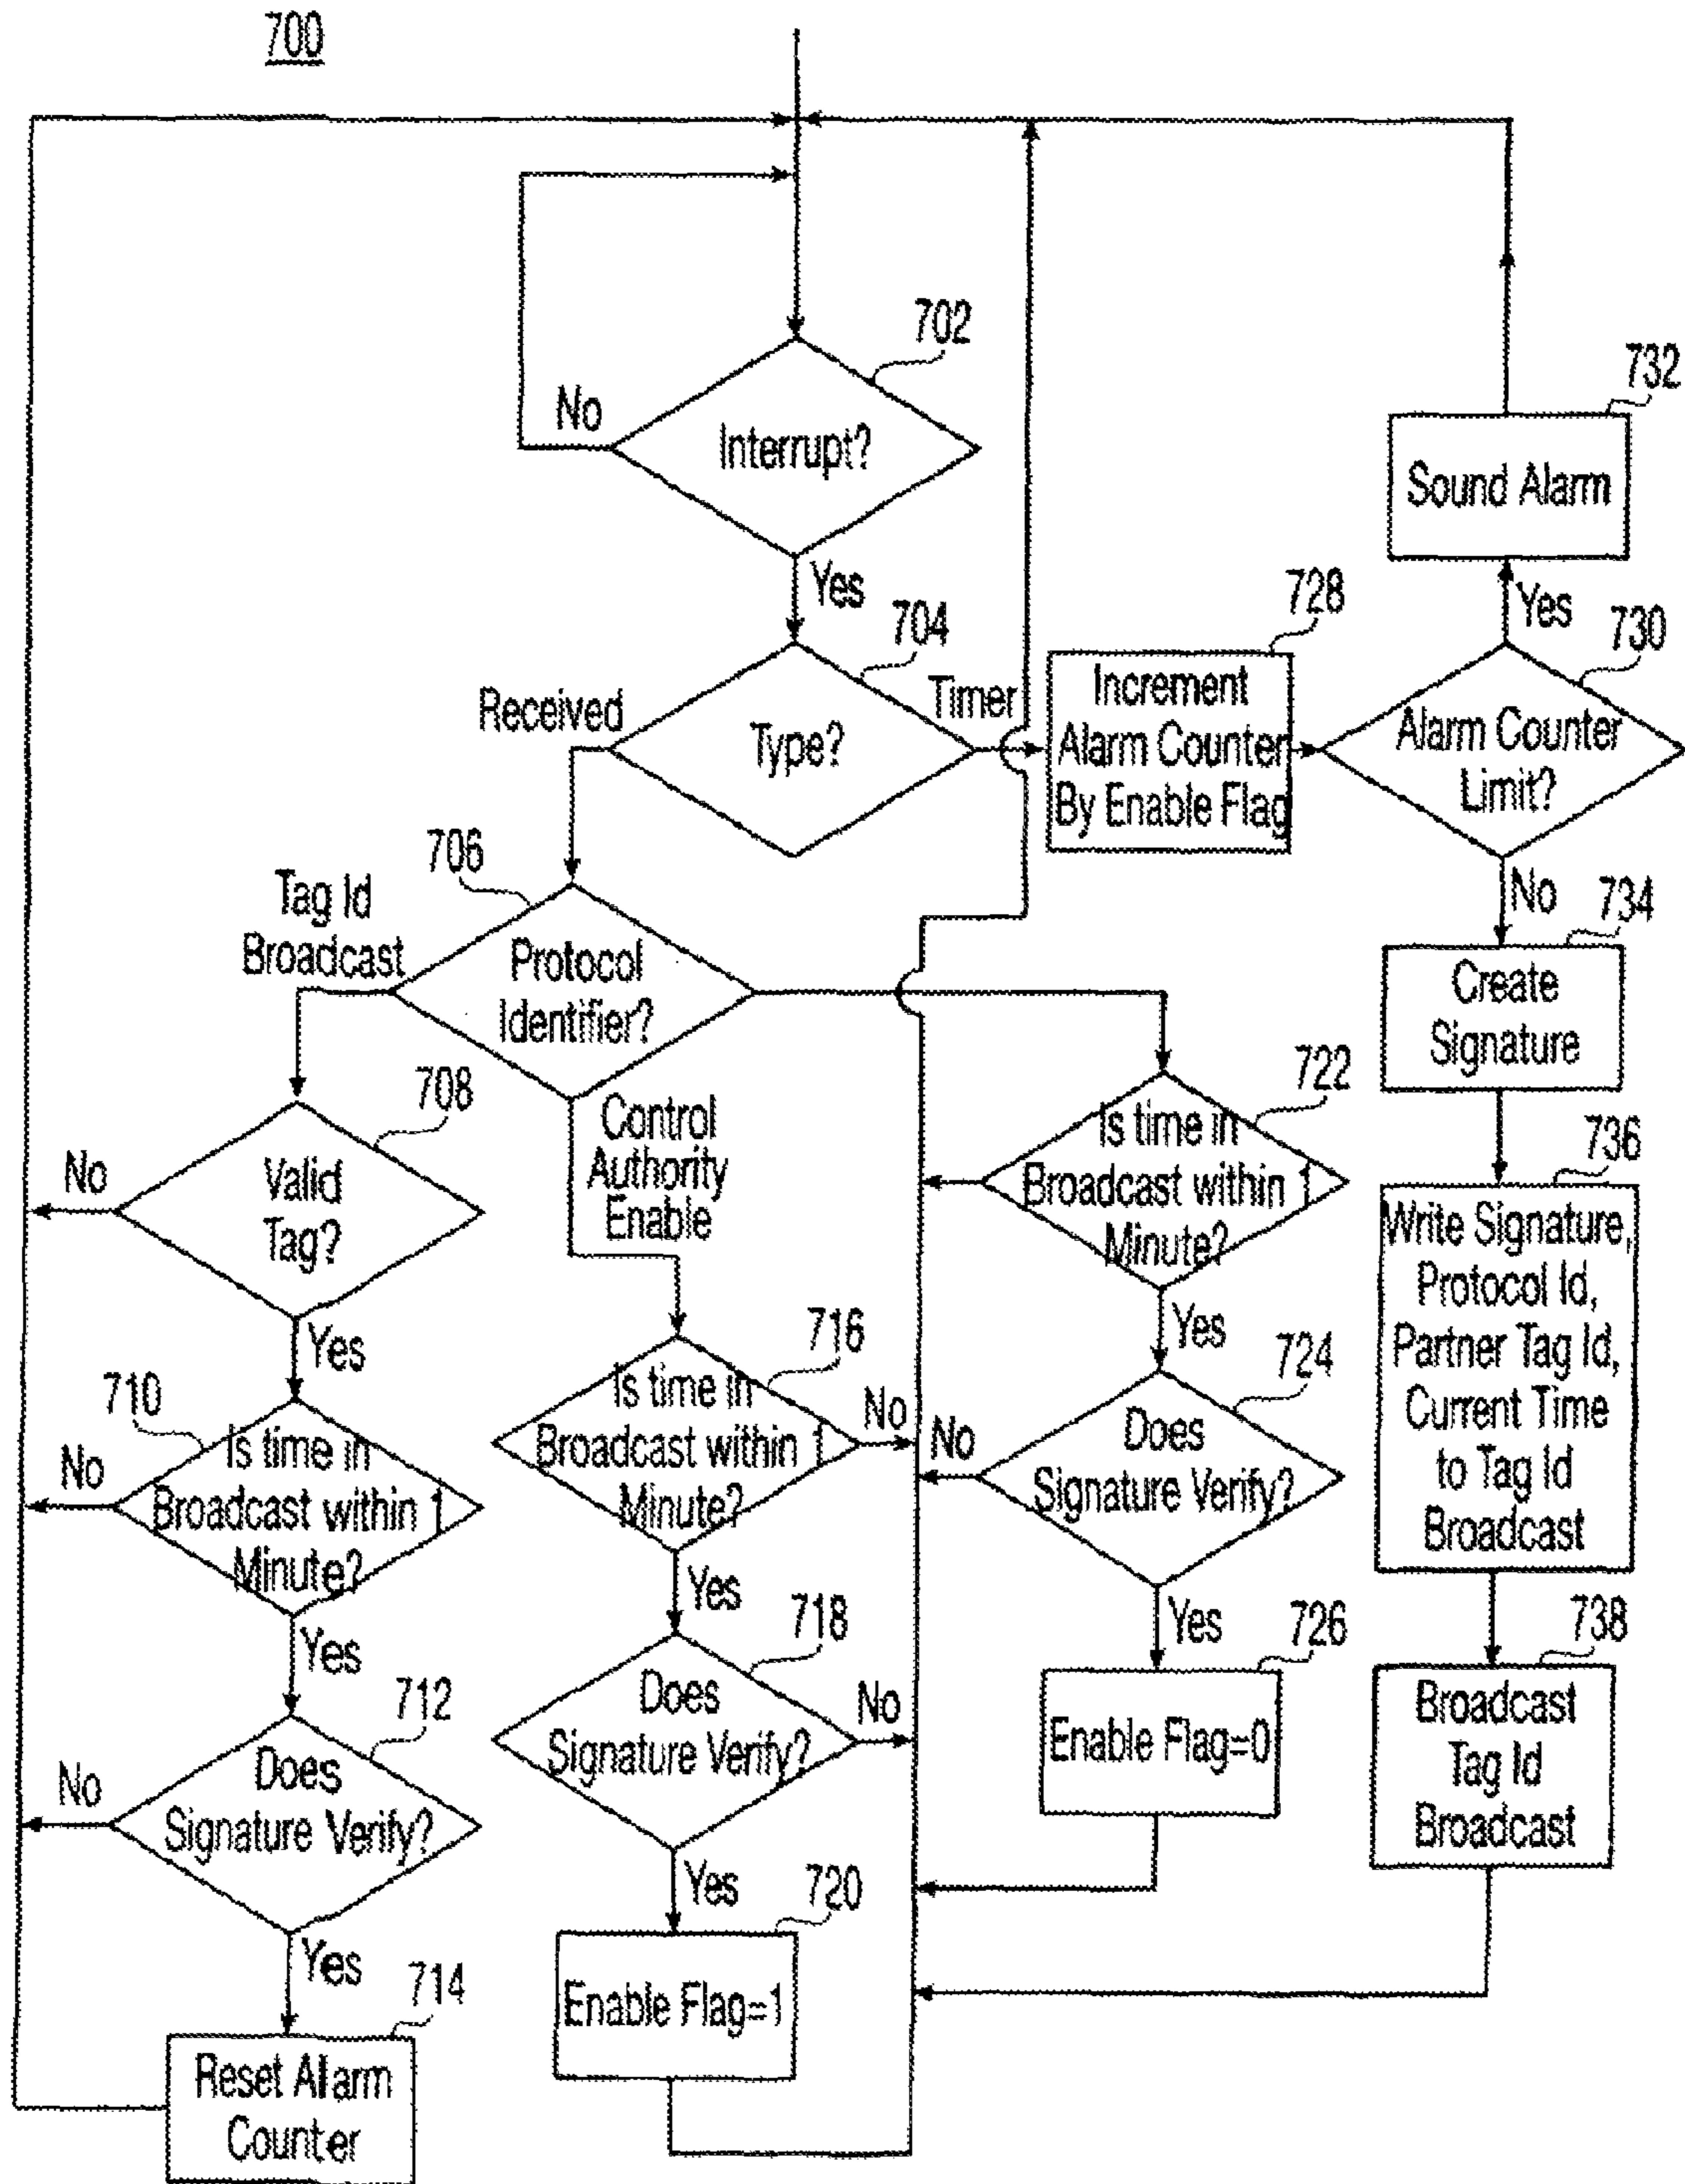 700
702
No
Interrupt?
Yes
704
Received
Type?
Timer
728
Increment
Alarm Counter
By Enable Flag
730
Alarm Counter
Limit?
Yes
732
Sound Alarm
No
734
Create
Signature
736
Write Signature,
Protocol Id,
Partner Tag Id,
Current Time
to Tag Id
Broadcast
738
Broadcast
Tag Id
Broadcast
706
Tag Id
Broadcast
Protocol
Identifier?
Control
Authority
Enable
708
No
Valid
Tag?
Yes
710
No
Is time in
Broadcast within 1
Minute?
Yes
712
No
Does
Signature Verify?
Yes
714
Reset Alarm
Counter
716
Is time in
Broadcast within 1
Minute?
No
Yes
718
Does
Signature Verify?
No
Yes
720
Enable Flag=1
722
Is time in
Broadcast within 1
Minute?
Yes
724
No
Does
Signature Verify?
Yes
726
Enable Flag=0